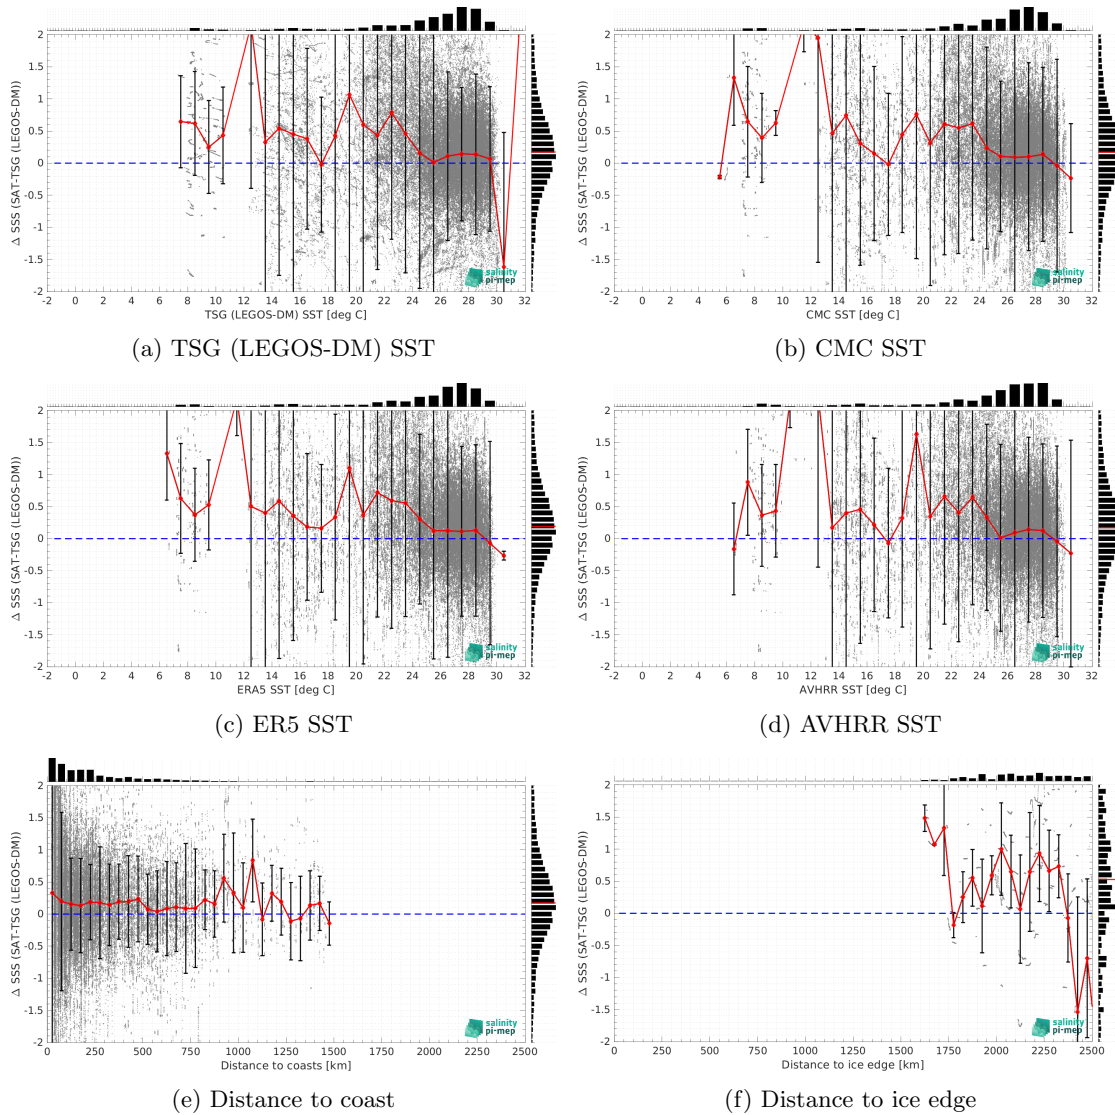 2
1.5
1
0.5
0
-0.5
-1
-1.5
-2
Δ SSS (SAT-TSG (LEGOS-DM))
salinity
pi-mep
-2 0 2 4 6 8 10 12 14 16 18 20 22 24 26 28 30 32
TSG (LEGOS-DM) SST [deg C]
(a) TSG (LEGOS-DM) SST
2
1.5
1
0.5
0
-0.5
-1
-1.5
-2
Δ SSS (SAT-TSG (LEGOS-DM))
salinity
pi-mep
-2 0 2 4 6 8 10 12 14 16 18 20 22 24 26 28 30 32
CMC SST [deg C]
(b) CMC SST
2
1.5
1
0.5
0
-0.5
-1
-1.5
-2
Δ SSS (SAT-TSG (LEGOS-DM))
salinity
pi-mep
-2 0 2 4 6 8 10 12 14 16 18 20 22 24 26 28 30 32
ERA5 SST [deg C]
(c) ER5 SST
2
1.5
1
0.5
0
-0.5
-1
-1.5
-2
Δ SSS (SAT-TSG (LEGOS-DM))
salinity
pi-mep
-2 0 2 4 6 8 10 12 14 16 18 20 22 24 26 28 30 32
AVHRR SST [deg C]
(d) AVHRR SST
2
1.5
1
0.5
0
-0.5
-1
-1.5
-2
Δ SSS (SAT-TSG (LEGOS-DM))
salinity
pi-mep
0 250 500 750 1000 1250 1500 1750 2000 2250 2500
Distance to coasts [km]
(e) Distance to coast
2
1.5
1
0.5
0
-0.5
-1
-1.5
-2
Δ SSS (SAT-TSG (LEGOS-DM))
salinity
pi-mep
0 250 500 750 1000 1250 1500 1750 2000 2250 2500
Distance to ice edge [km]
(f) Distance to ice edge